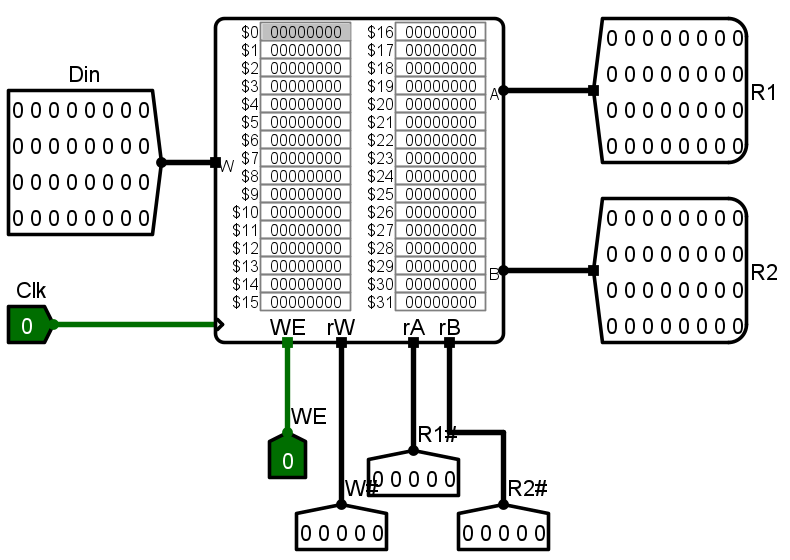 $0 00000000 $16 00000000
$1 00000000 $17 00000000
$2 00000000 $18 00000000
$3 00000000 $19 00000000
$4 00000000 $20 00000000
$5 00000000 $21 00000000
$6 00000000 $22 00000000
$7 00000000 $23 00000000
$8 00000000 $24 00000000
$9 00000000 $25 00000000
$10 00000000 $26 00000000
$11 00000000 $27 00000000
$12 00000000 $28 00000000
$13 00000000 $29 00000000
$14 00000000 $30 00000000
$15 00000000 $31 00000000
Din
0 0 0 0 0 0 0 0
0 0 0 0 0 0 0 0
0 0 0 0 0 0 0 0
0 0 0 0 0 0 0 0
W
A
0 0 0 0 0 0 0 0
0 0 0 0 0 0 0 0
0 0 0 0 0 0 0 0
0 0 0 0 0 0 0 0
R1
B
0 0 0 0 0 0 0 0
0 0 0 0 0 0 0 0
0 0 0 0 0 0 0 0
0 0 0 0 0 0 0 0
R2
Clk
0
WE rW rA rB
WE
0
R1#
0 0 0 0 0
W#
0 0 0 0 0
R2#
0 0 0 0 0